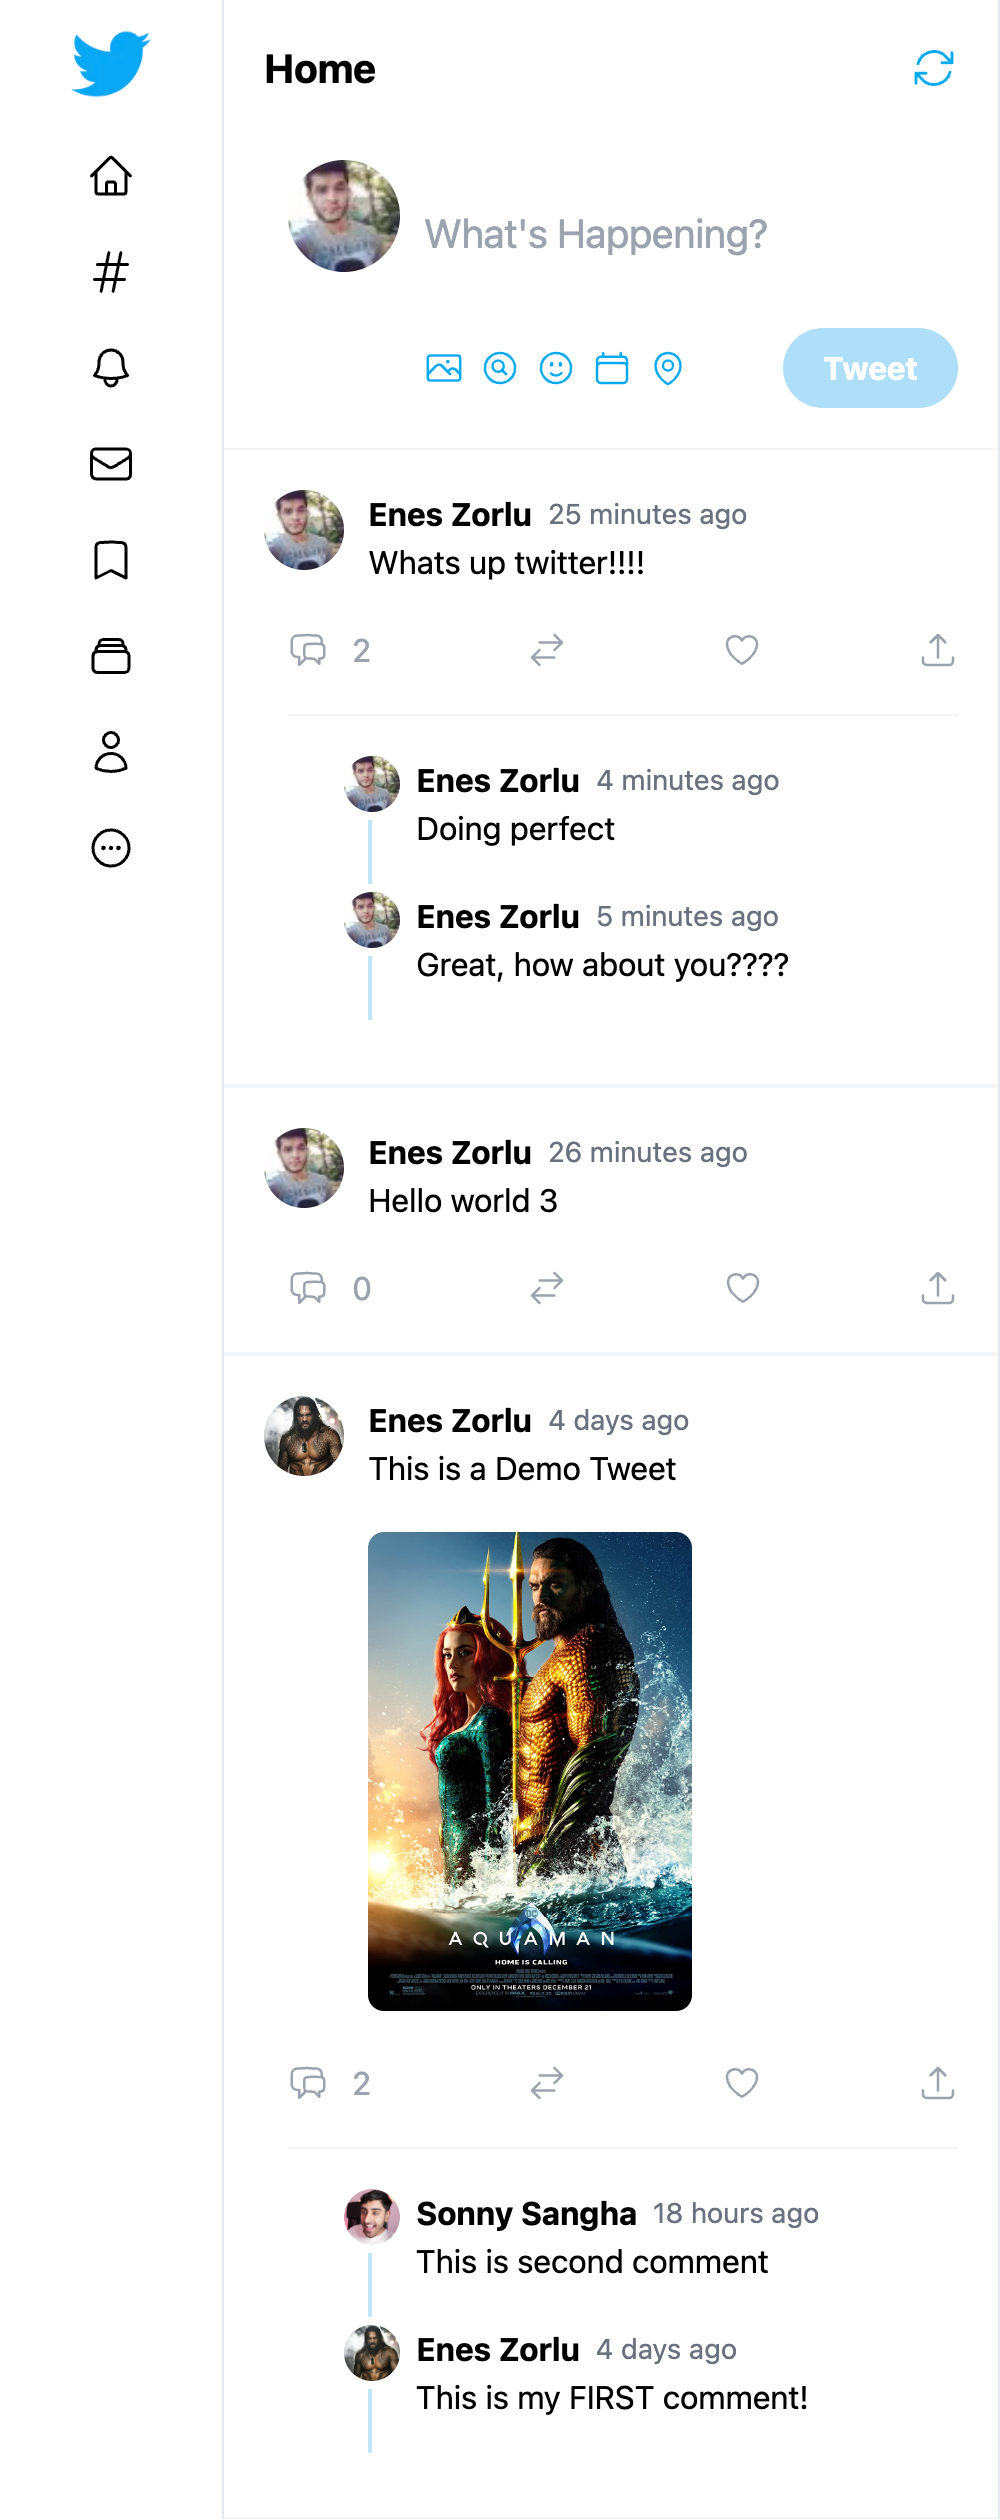 Home
What's Happening?
Tweet
Enes Zorlu 25 minutes ago
Whats up twitter!!!!
2
Enes Zorlu 4 minutes ago
Doing perfect
Enes Zorlu 5 minutes ago
Great, how about you????
Enes Zorlu 26 minutes ago
Hello world 3
0
Enes Zorlu 4 days ago
This is a Demo Tweet
DC
AQUAMAN
HOME IS CALLING
ONLY IN THEATERS DECEMBER 21
2
Sonny Sangha 18 hours ago
This is second comment
Enes Zorlu 4 days ago
This is my FIRST comment!